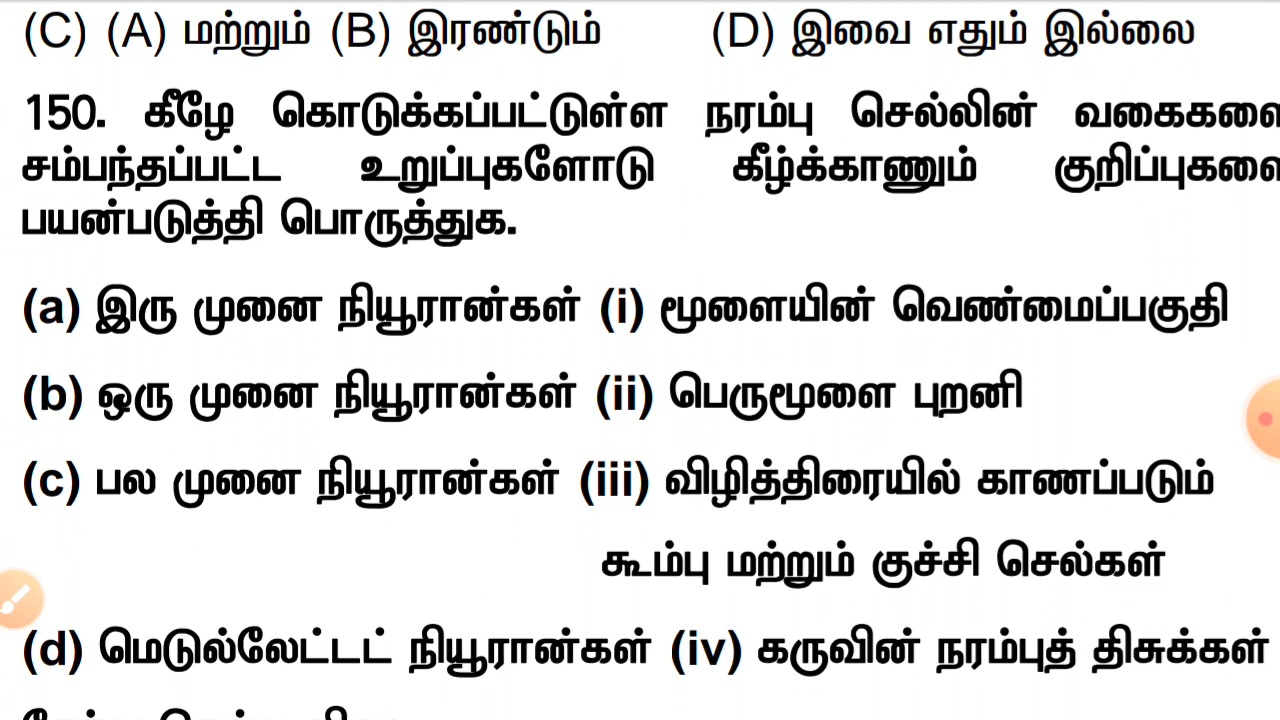 (C) (A) மற்றும் (B) இரண்டும் (D) இவை எதும் இல்லை
150. கீழே கொடுக்கப்பட்டுள்ள நரம்பு செல்லின் வகைகளை
சம்பந்தப்பட்ட உறுப்புகளோடு கீழ்க்காணும் குறிப்புகளை
பயன்படுத்தி பொருத்துக.
(a) இரு முனை நியூரான்கள் (i) மூளையின் வெண்மைப்பகுதி
(b) ஒரு முனை நியூரான்கள் (ii) பெருமூளை புறணி
(c) பல முனை நியூரான்கள் (iii) விழித்திரையில் காணப்படும்
கூம்பு மற்றும் குச்சி செல்கள்
(d) மெடுல்லேட்டட் நியூரான்கள் (iv) கருவின் நரம்புத் திசுக்கள்